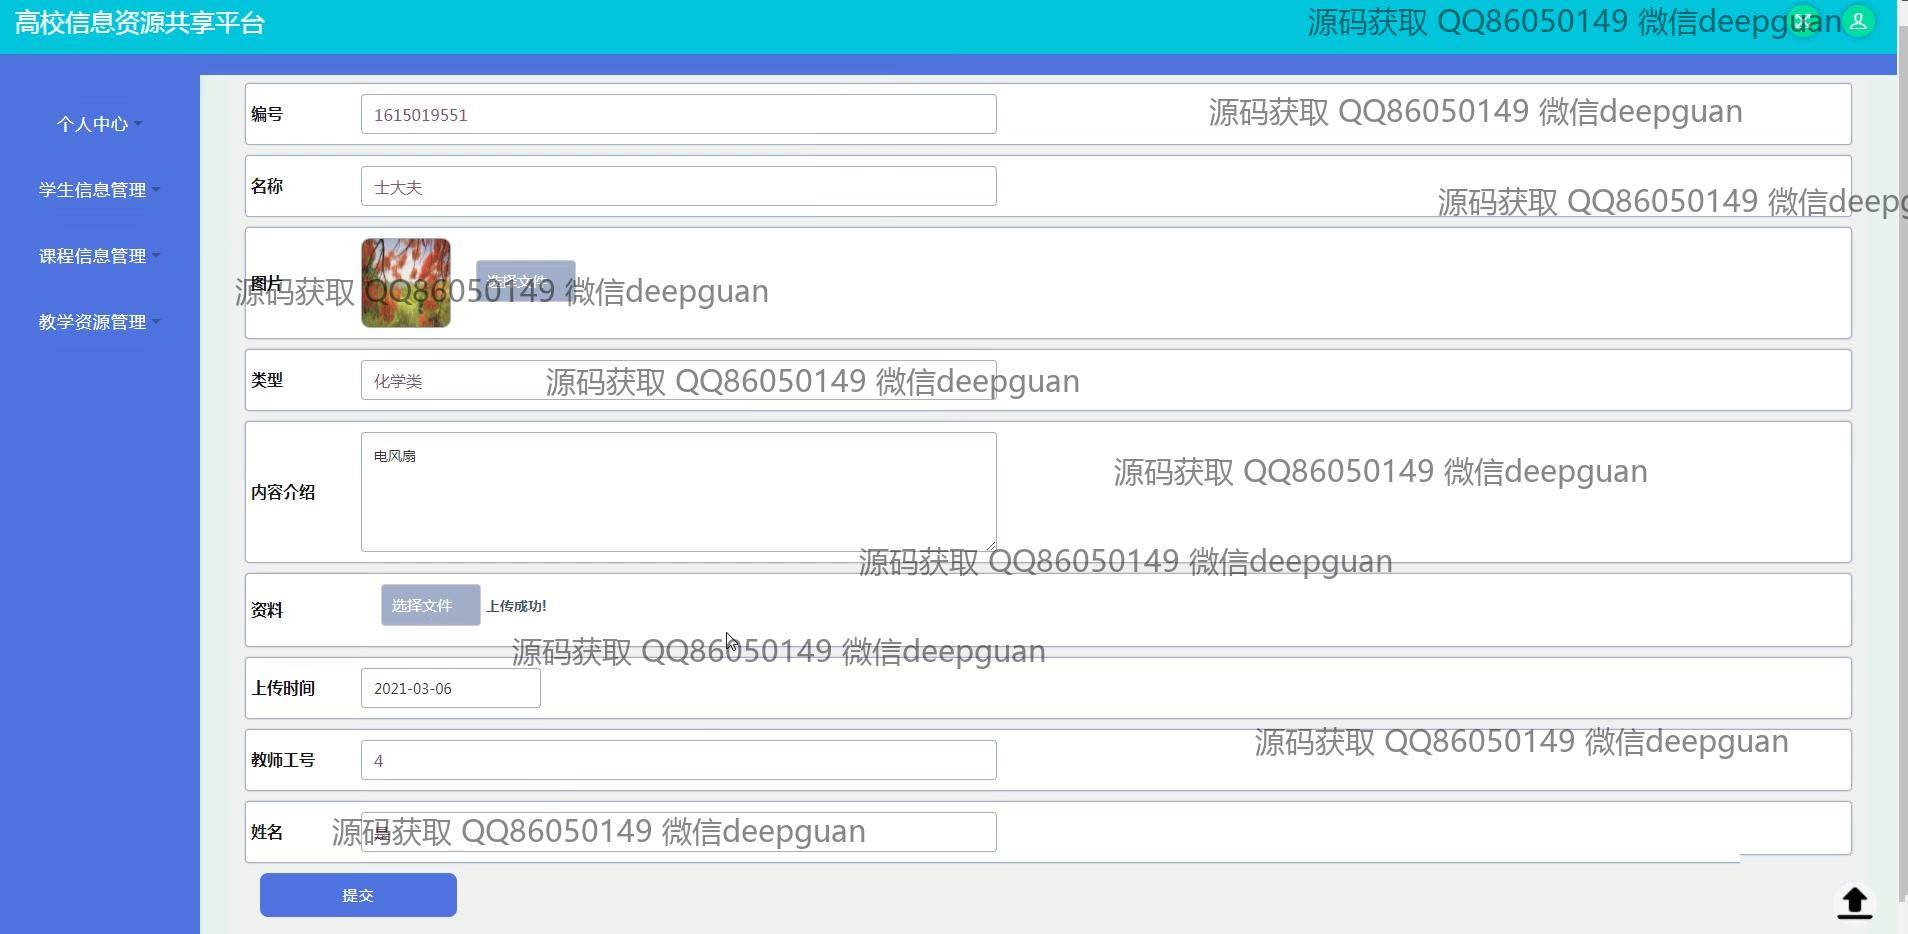 高校信息资源共享平台
源码获取 QQ86050149 微信deepguan
个人中心
学生信息管理
课程信息管理
教学资源管理
编号
1615019551
源码获取 QQ86050149 微信deepguan
名称
士大夫
源码获取 QQ86050149 微信deepg
图片
选择文件
源码获取 QQ86050149 微信deepguan
类型
化学类
源码获取 QQ86050149 微信deepguan
内容介绍
电风扇
源码获取 QQ86050149 微信deepguan
源码获取 QQ86050149 微信deepguan
资料
选择文件
上传成功!
源码获取 QQ86050149 微信deepguan
上传时间
2021-03-06
源码获取 QQ86050149 微信deepguan
教师工号
4
姓名
源码获取 QQ86050149 微信deepguan
提交